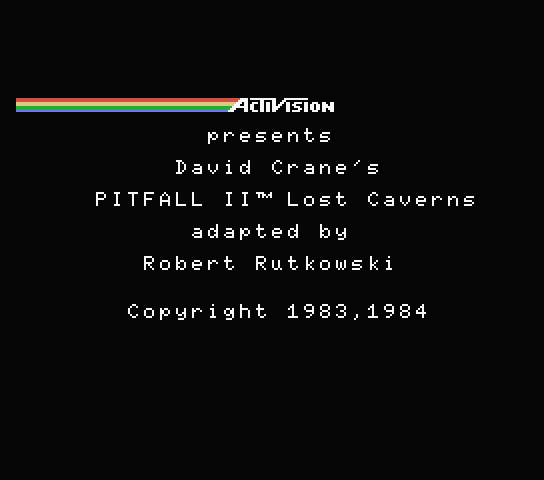 ACTIVISION
presents
David Crane's
PITFALL II™ Lost Caverns
adapted by
Robert Rutkowski
Copyright 1983,1984